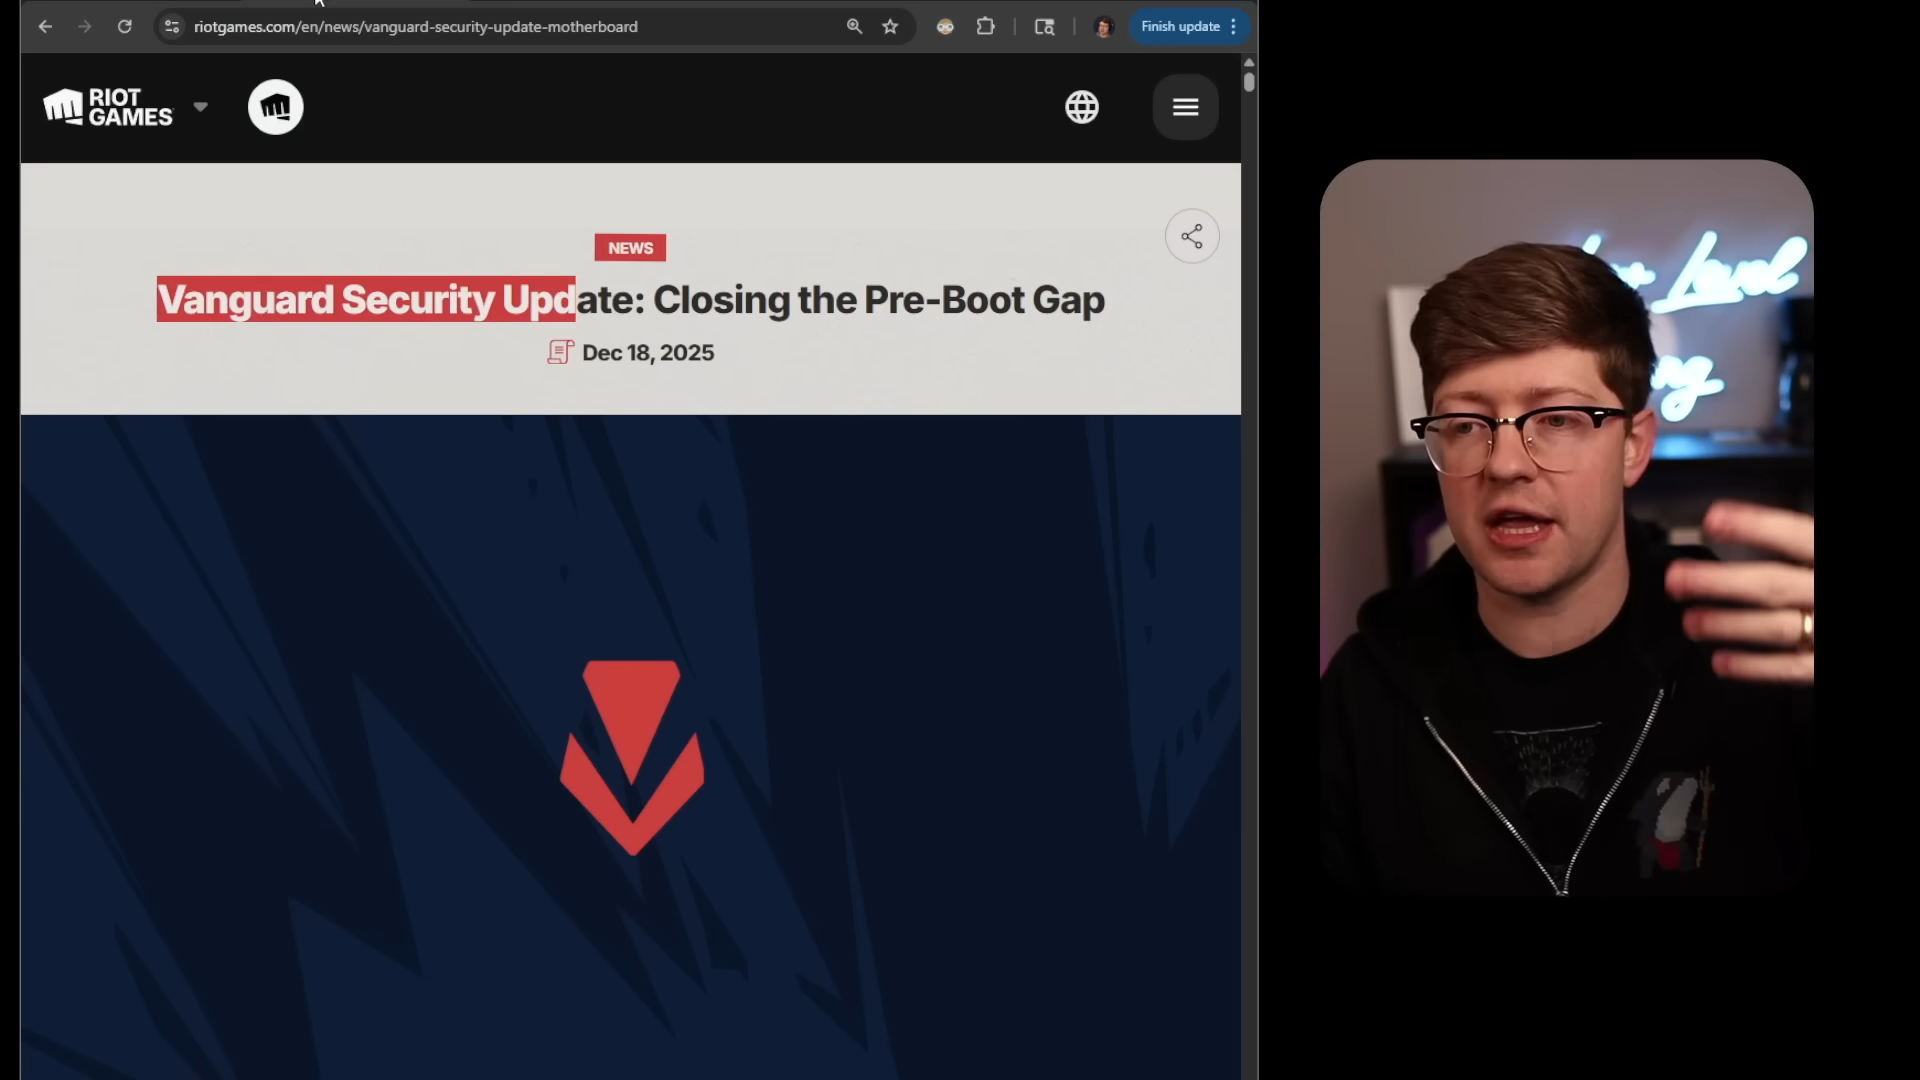 riotgames.com/en/news/vanguard-security-update-motherboard
Finish update
RIOT
GAMES
NEWS
Vanguard Security Update: Closing the Pre-Boot Gap
Dec 18, 2025
Level